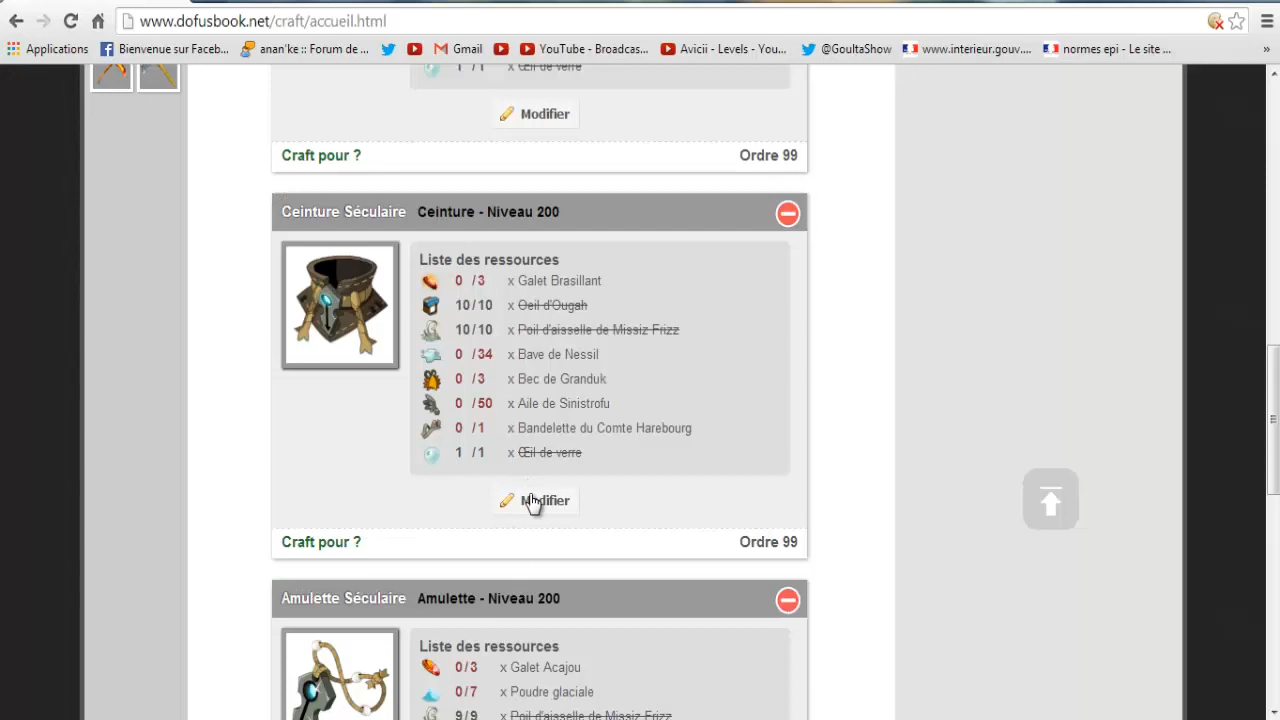 www.dofusbook.net/craft/accueil.html
Applications Bienvenue sur Faceb... anan'ke :: Forum de ... Gmail YouTube - Broadcas... Avicii - Levels - You... @GoultaShow www.interieur.gouv.... normes epi - Le site ...
1 /1 x Œil de verre
Modifier
Craft pour ? Ordre 99
Ceinture Séculaire Ceinture - Niveau 200
Liste des ressources
0 /3 x Galet Brasillant
10/10 x Oeil d'Ougah
10/10 x Poil d'aisselle de Missiz Frizz
0 /34 x Bave de Nessil
0 /3 x Bec de Granduk
0 /50 x Aile de Sinistrofu
0 /1 x Bandelette du Comte Harebourg
1 /1 x Œil de verre
Modifier
Craft pour ? Ordre 99
Amulette Séculaire Amulette - Niveau 200
Liste des ressources
0/3 x Galet Acajou
0/7 x Poudre glaciale
9/9 x Poil d'aisselle de Missiz Frizz